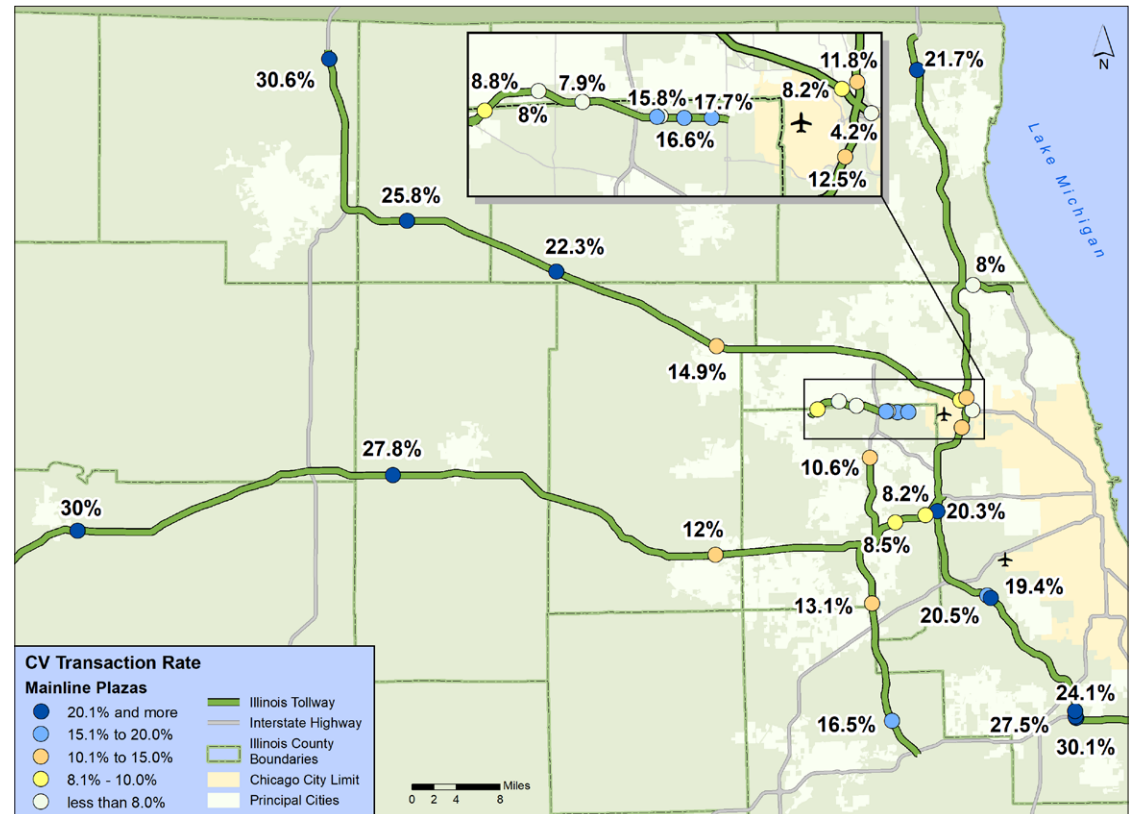 30.6%
8.8%
8%
7.9%
15.8%
17.7%
16.6%
11.8%
8.2%
4.2%
12.5%
21.7%
N
Lake Michigan
25.8%
22.3%
8%
14.9%
27.8%
30%
10.6%
8.2%
20.3%
12%
8.5%
13.1%
19.4%
20.5%
16.5%
24.1%
27.5%
30.1%
CV Transaction Rate
Mainline Plazas
20.1% and more
15.1% to 20.0%
10.1% to 15.0%
8.1% - 10.0%
less than 8.0%
Illinois Tollway
Interstate Highway
Illinois County
Boundaries
Chicago City Limit
Principal Cities
Miles
0 2 4 8